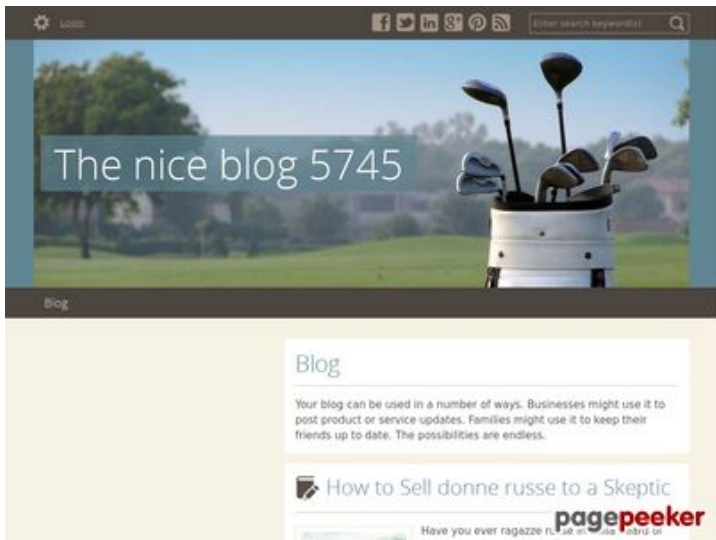 Login
Enter search keyword(s)
The nice blog 5745
Blog
Blog
Your blog can be used in a number of ways. Businesses might use it to
post product or service updates. Families might use it to keep their
friends up to date. The possibilities are endless.
How to Sell donne russe to a Skeptic
Have you ever ragazze
pagepeeker